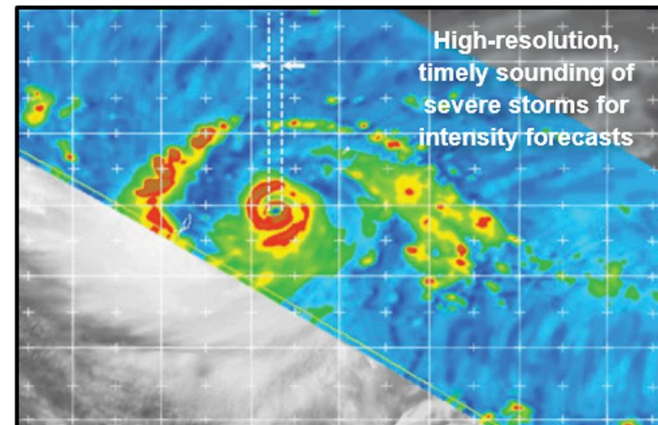 High-resolution,
timely sounding of
severe storms for
intensity forecasts